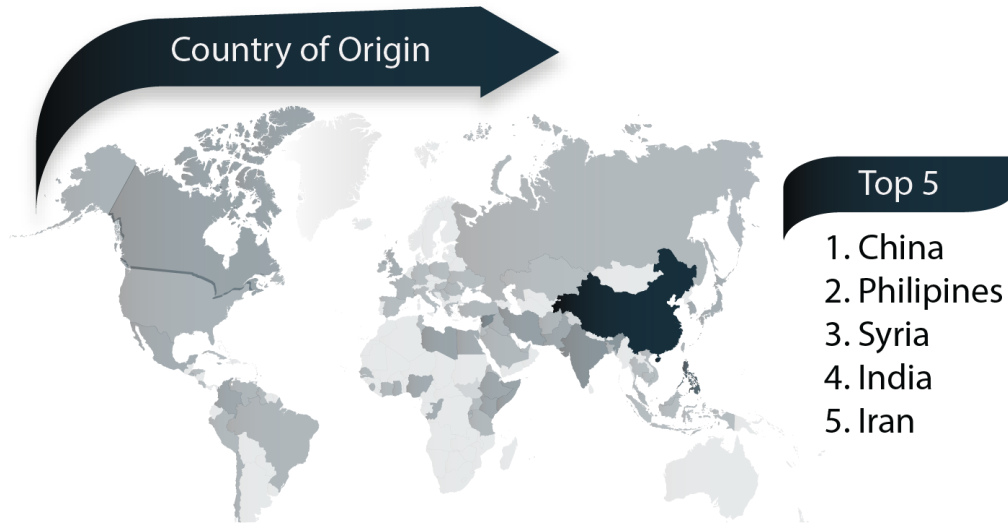 Country of Origin
Top 5
1. China
2. Philipines
3. Syria
4. India
5. Iran